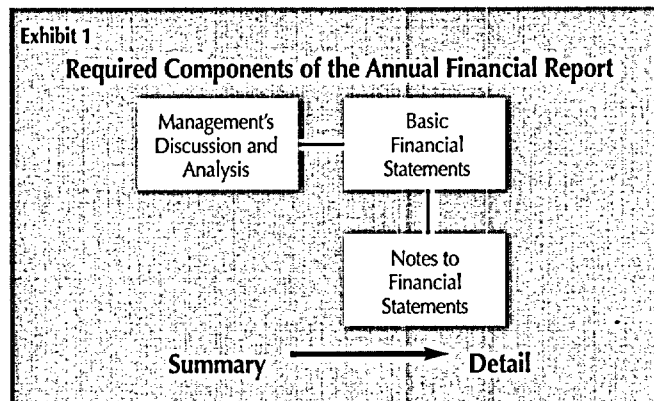 Exhibit 1
Required Components of the Annual Financial Report
Management's
Discussion and
Analysis
Basic
Financial
Statements
Notes to
Financial
Statements
Summary
Detail